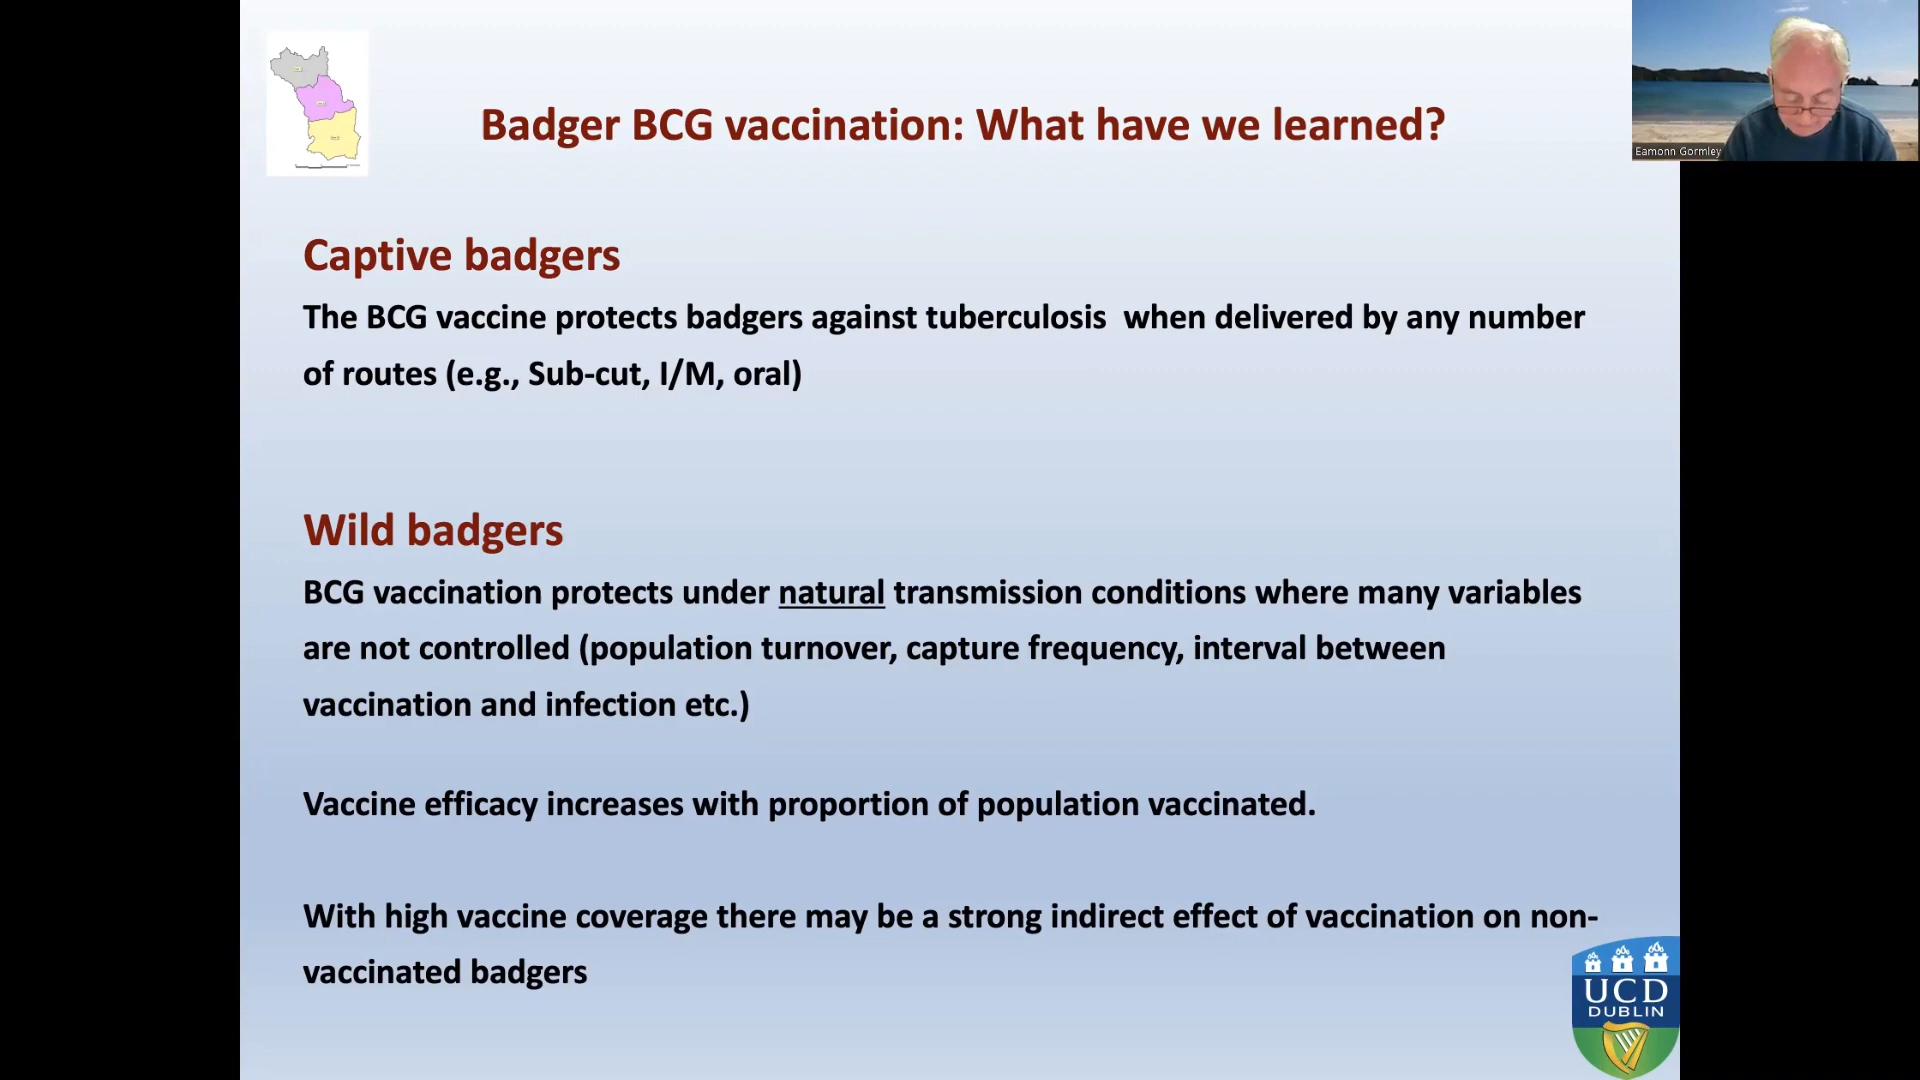 Badger BCG vaccination: What have we learned?
Eamonn Gormley
Captive badgers
The BCG vaccine protects badgers against tuberculosis  when delivered by any number
of routes (e.g., Sub-cut, I/M, oral)
Wild badgers
BCG vaccination protects under natural transmission conditions where many variables
are not controlled (population turnover, capture frequency, interval between
vaccination and infection etc.)
Vaccine efficacy increases with proportion of population vaccinated.
With high vaccine coverage there may be a strong indirect effect of vaccination on non-
vaccinated badgers
UCD
DUBLIN